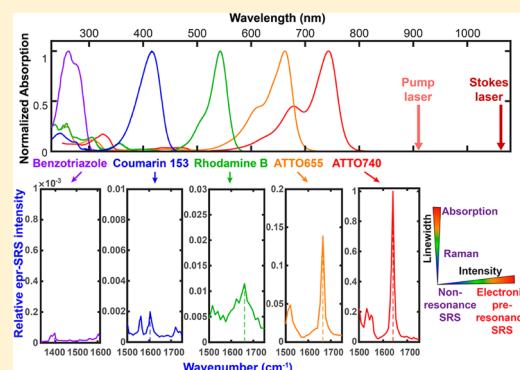 Wavelength (nm)
300 400 500 600 700 800 900 1000
Normalized Absorption
1
0.5
0
Pump laser
Stokes laser
Benzotriazole Coumarin 153 Rhodamine B ATTO655 ATTO740
Relative epr-SRS intensity
1 ×10⁻³
0.8
0.6
0.4
0.2
0
1400 1500 1600
0.01
0.008
0.006
0.004
0.002
0
1500 1600 1700
0.03
0.025
0.02
0.015
0.01
0.005
0
1500 1600 1700
0.2
0.15
0.1
0.05
0
1500 1600 1700
1
0.8
0.6
0.4
0.2
0
1500 1600 1700
Wavenumber (cm⁻¹)
Linewidth
Absorption
Raman
Intensity
Non-
resonance
SRS
Electronic
pre-
resonance
SRS